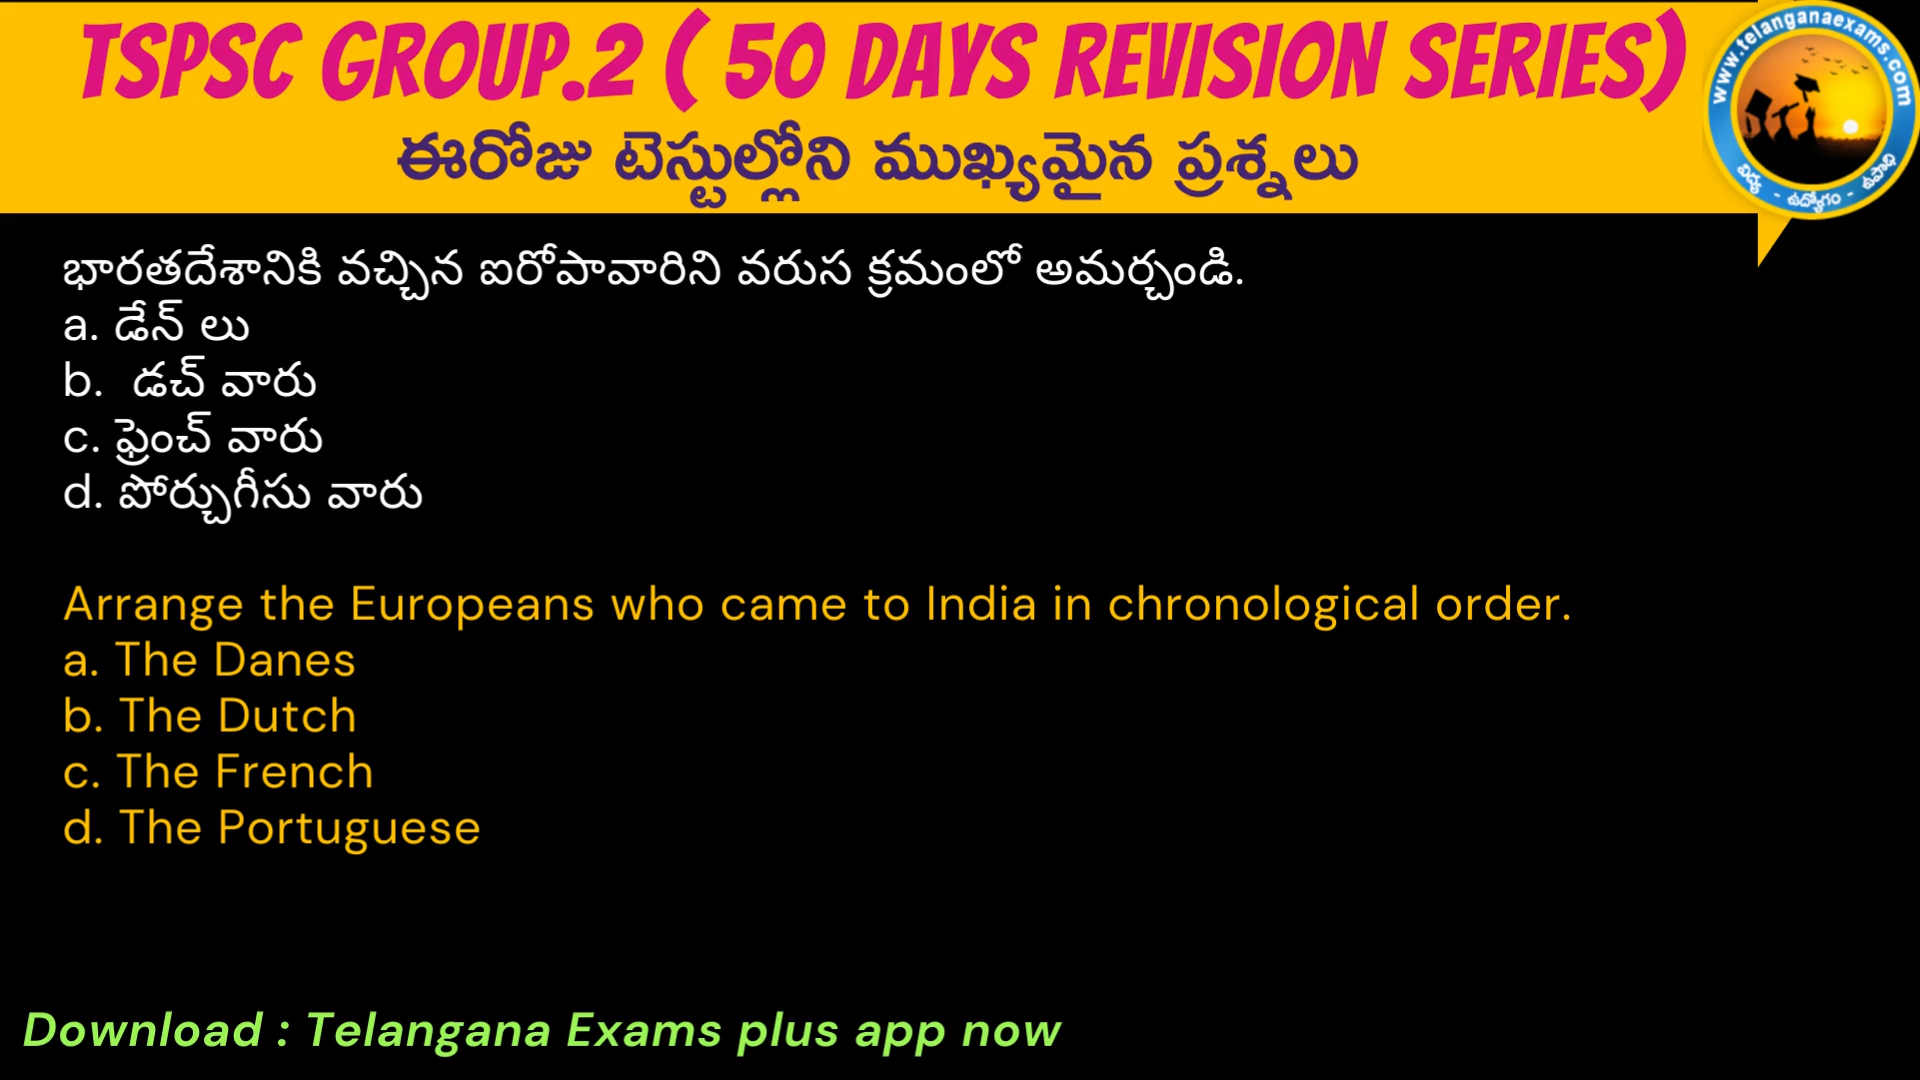 TSPSC GROUP.2 ( 50 DAYS REVISION SERIES)
ఈరోజు టెస్టుల్లోని ముఖ్యమైన ప్రశ్నలు
www.telanganaexams.com
విద్య - ఉద్యోగం - ఉపాధి
భారతదేశానికి వచ్చిన ఐరోపావారిని వరుస క్రమంలో అమర్చండి.
a. డేన్ లు
b. డచ్ వారు
c. ఫ్రెంచ్ వారు
d. పోర్చుగీసు వారు
Arrange the Europeans who came to India in chronological order.
a. The Danes
b. The Dutch
c. The French
d. The Portuguese
Download : Telangana Exams plus app now